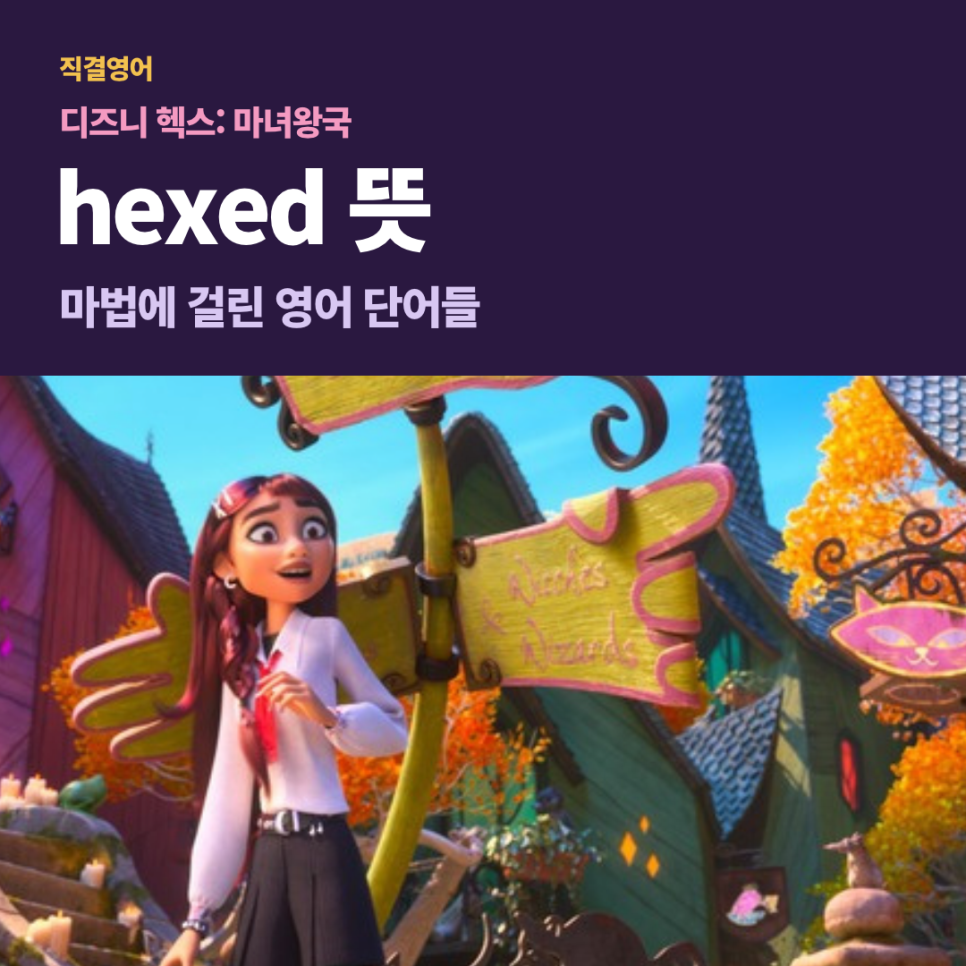 직결영어
디즈니 헥스: 마녀왕국
hexed 뜻
마법에 걸린 영어 단어들
Witches
& Wizards